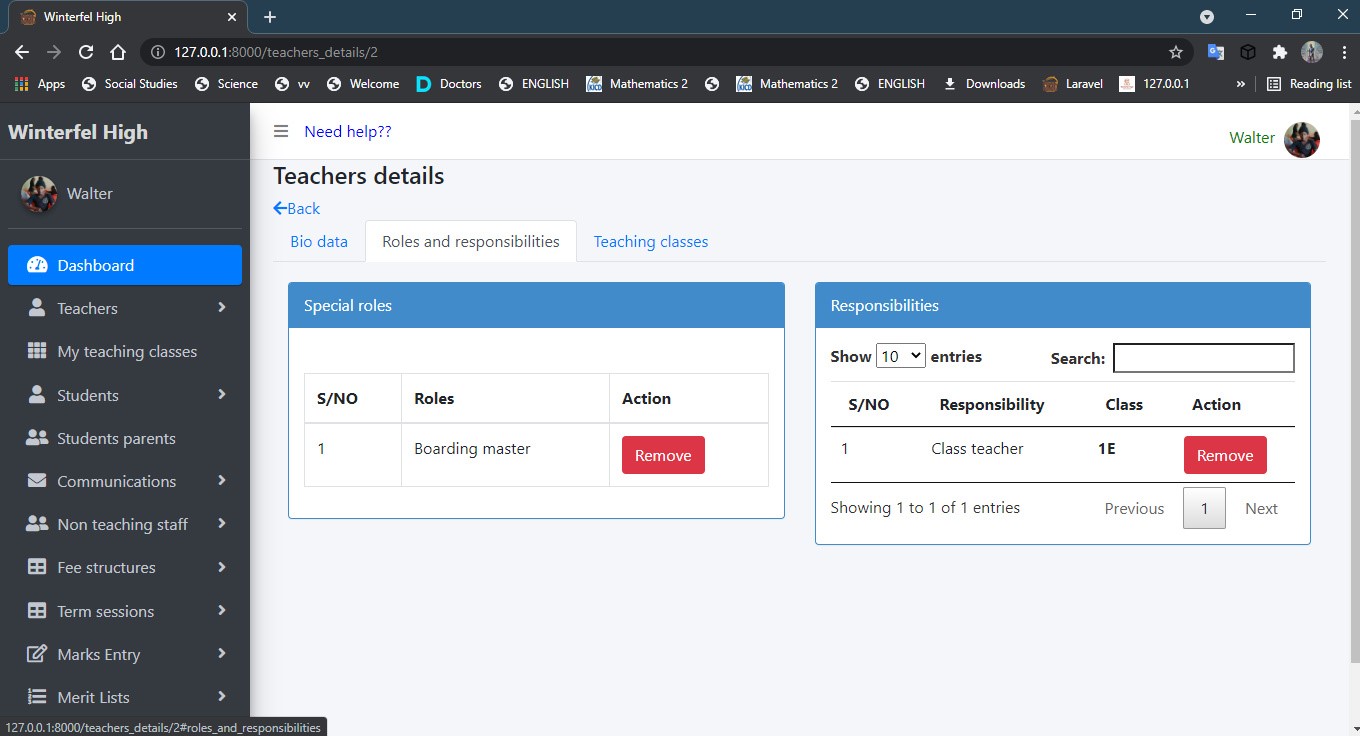 Winterfel High
127.0.0.1:8000/teachers_details/2
Apps Social Studies Science vv Welcome Doctors ENGLISH Mathematics 2 Mathematics 2 ENGLISH Downloads Laravel 127.0.0.1 » Reading list
Winterfel High
Need help??
Walter
Walter
Dashboard
Teachers
My teaching classes
Students
Students parents
Communications
Non teaching staff
Fee structures
Term sessions
Marks Entry
Merit Lists
Teachers details
Back
Bio data Roles and responsibilities Teaching classes
Special roles
S/NO Roles Action
1 Boarding master Remove
Responsibilities
Show 10 entries Search:
S/NO Responsibility Class Action
1 Class teacher 1E Remove
Showing 1 to 1 of 1 entries Previous 1 Next
127.0.0.1:8000/teachers_details/2#roles_and_responsibilities